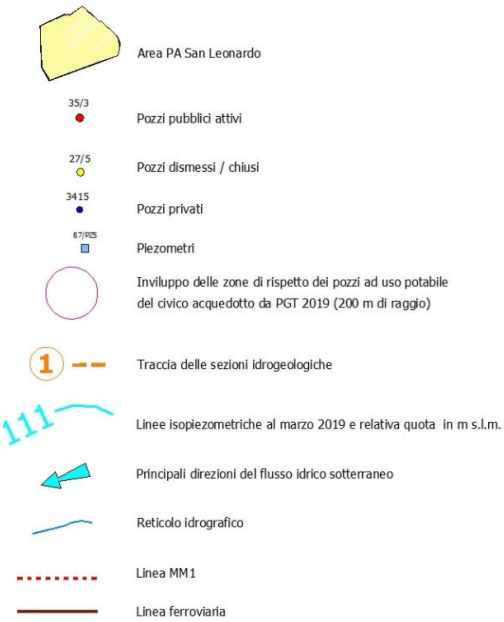 Area PA San Leonardo
35/3
Pozzi pubblici attivi
27/5
Pozzi dismessi / chiusi
3415
Pozzi privati
87/PZ5
Piezometri
Inviluppo delle zone di rispetto dei pozzi ad uso potabile
del civico acquedotto da PGT 2019 (200 m di raggio)
1
Traccia delle sezioni idrogeologiche
111
Linee isopiezometriche al marzo 2019 e relativa quota in m s.l.m.
Principali direzioni del flusso idrico sotterraneo
Reticolo idrografico
Linea MM1
Linea ferroviaria